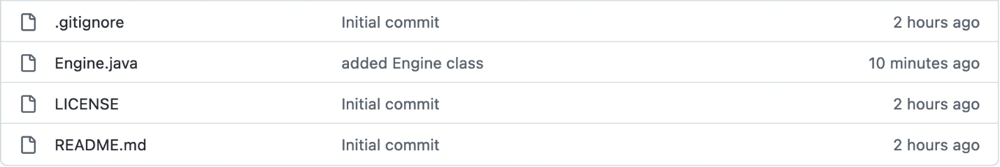 .gitignore Initial commit 2 hours ago
Engine.java added Engine class 10 minutes ago
LICENSE Initial commit 2 hours ago
README.md Initial commit 2 hours ago